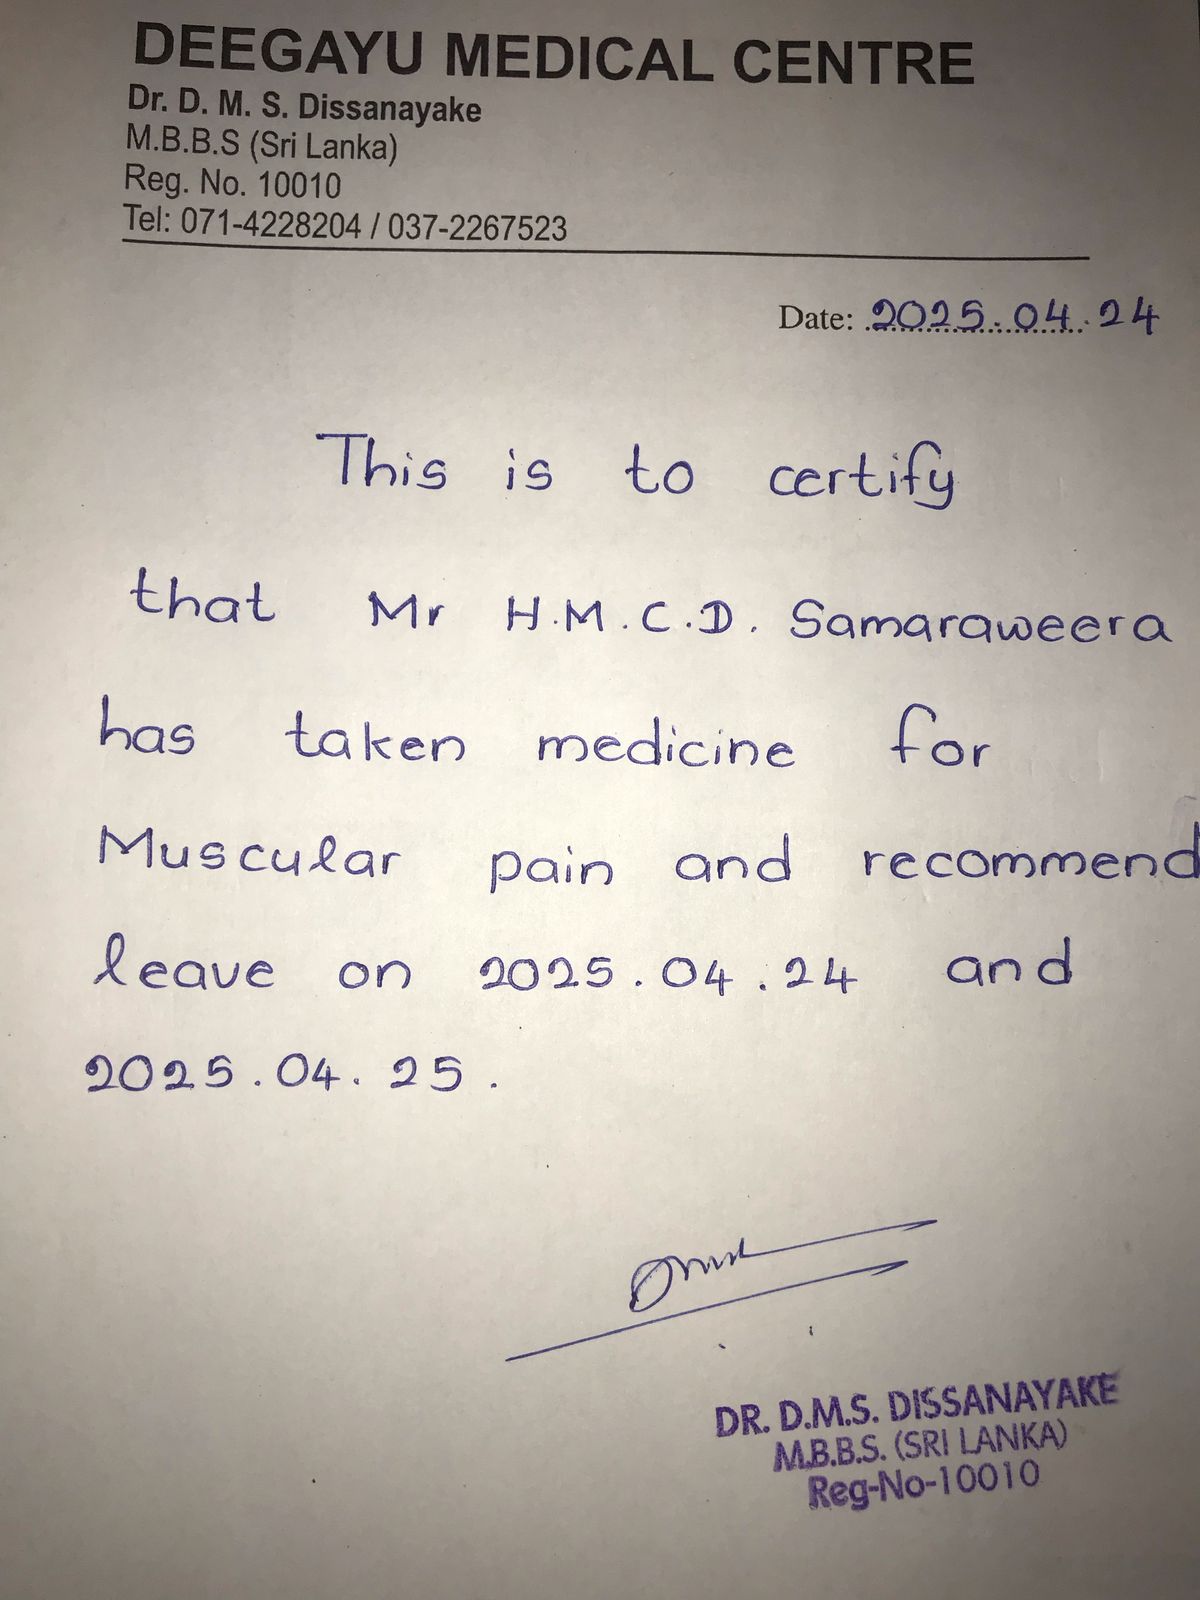 DEEGAYU MEDICAL CENTRE
Dr. D. M. S. Dissanayake
M.B.B.S (Sri Lanka)
Reg. No. 10010
Tel: 071-4228204 / 037-2267523
Date: 2025.04.24
This is to certify
that Mr H.M.C.D. Samaraweera
has taken medicine for
Muscular pain and recommend
leave on 2025.04.24 and
2025.04.25.
DR. D.M.S. DISSANAYAKE
M.B.B.S. (SRI LANKA)
Reg-No-10010